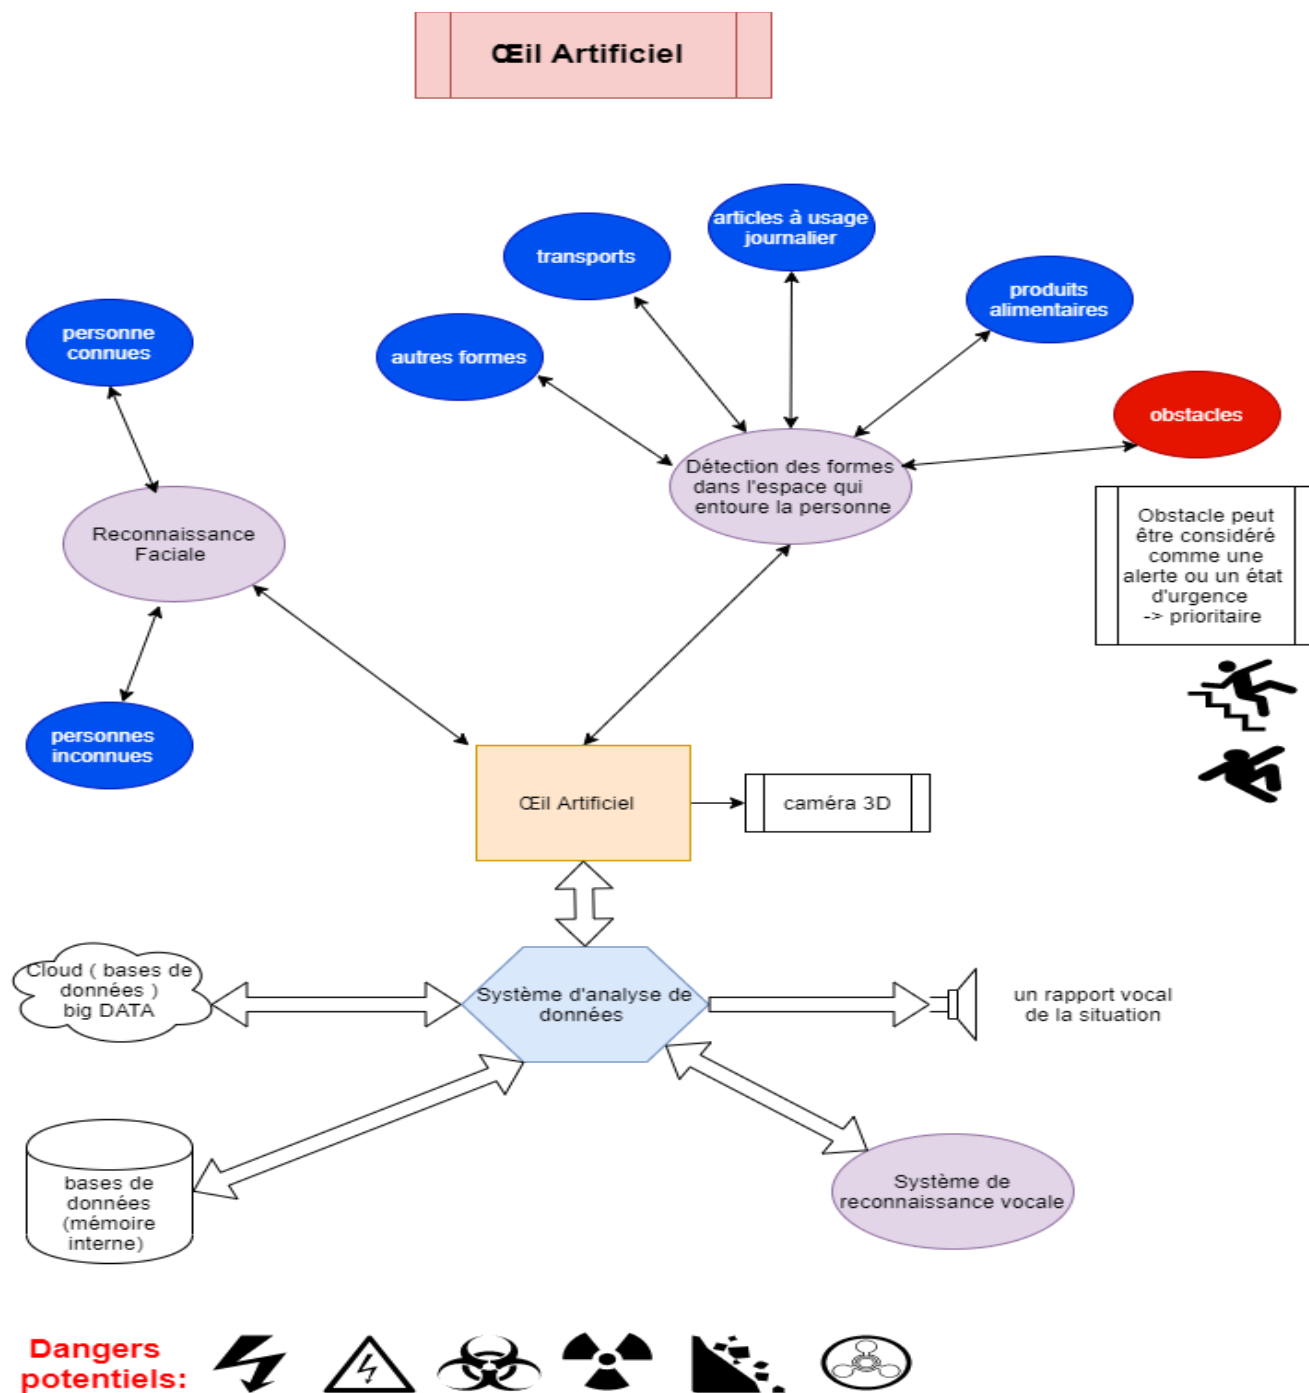 Œil Artificiel
articles à usage
journalier
transports
produits
alimentaires
personne
connues
autres formes
obstacles
Détection des formes
dans l'espace qui
entoure la personne
Reconnaissance
Faciale
Obstacle peut
être considéré
comme une
alerte ou un état
d'urgence
-> prioritaire
personnes
inconnues
Œil Artificiel
caméra 3D
Cloud ( bases de
données )
big DATA
Système d'analyse de
données
un rapport vocal
de la situation
bases de
données
(mémoire
interne)
Système de
reconnaissance vocale
Dangers
potentiels: